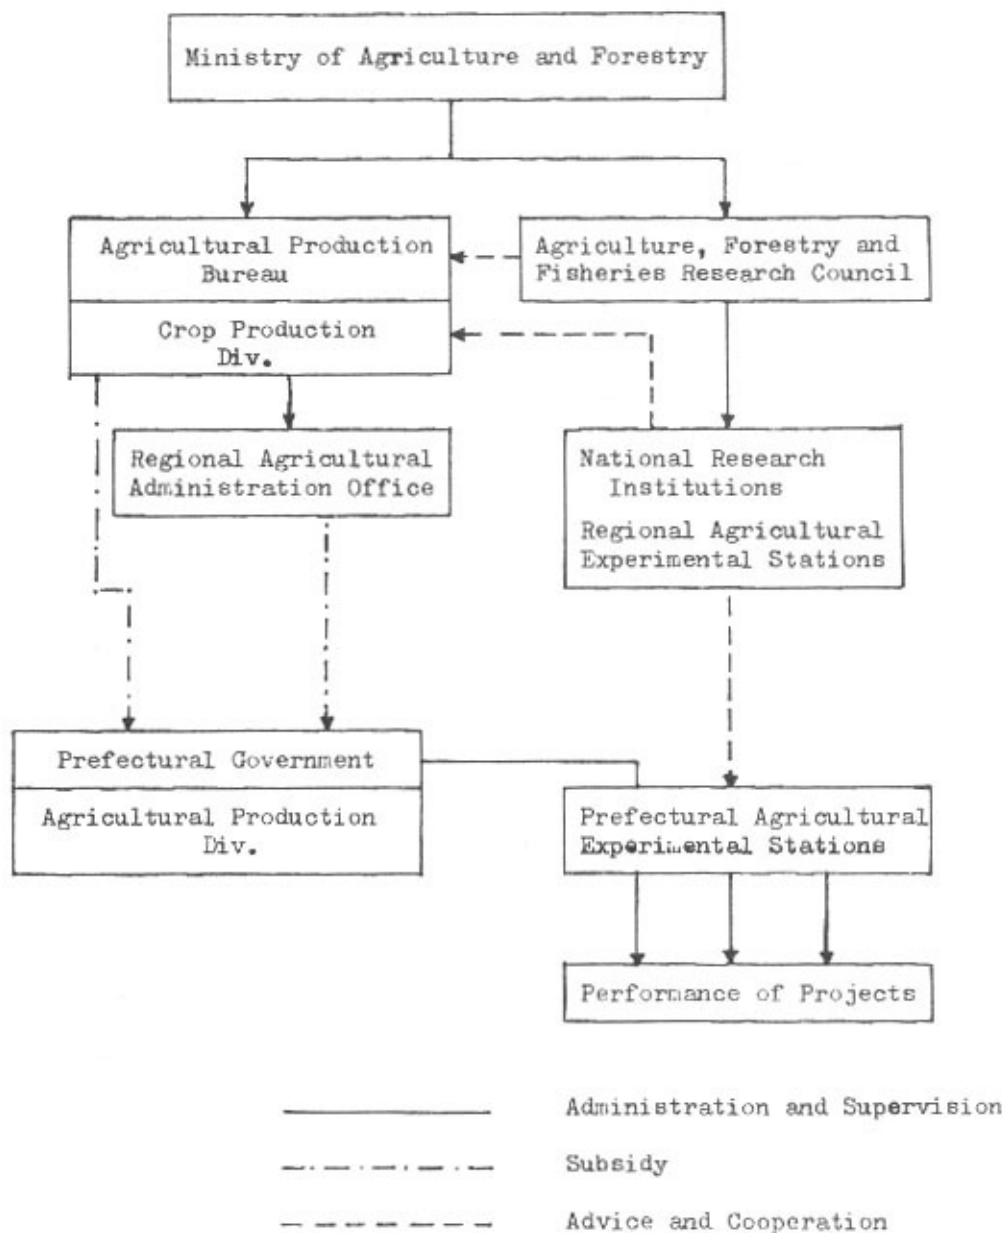 Ministry of Agriculture and Forestry
Agricultural Production
Bureau
Agriculture, Forestry and
Fisheries Research Council
Crop Production
Div.
Regional Agricultural
Administration Office
National Research
Institutions
Regional Agricultural
Experimental Stations
Prefectural Government
Agricultural Production
Div.
Prefectural Agricultural
Experimental Stations
Performance of Projects
Administration and Supervision
Subsidy
Advice and Cooperation